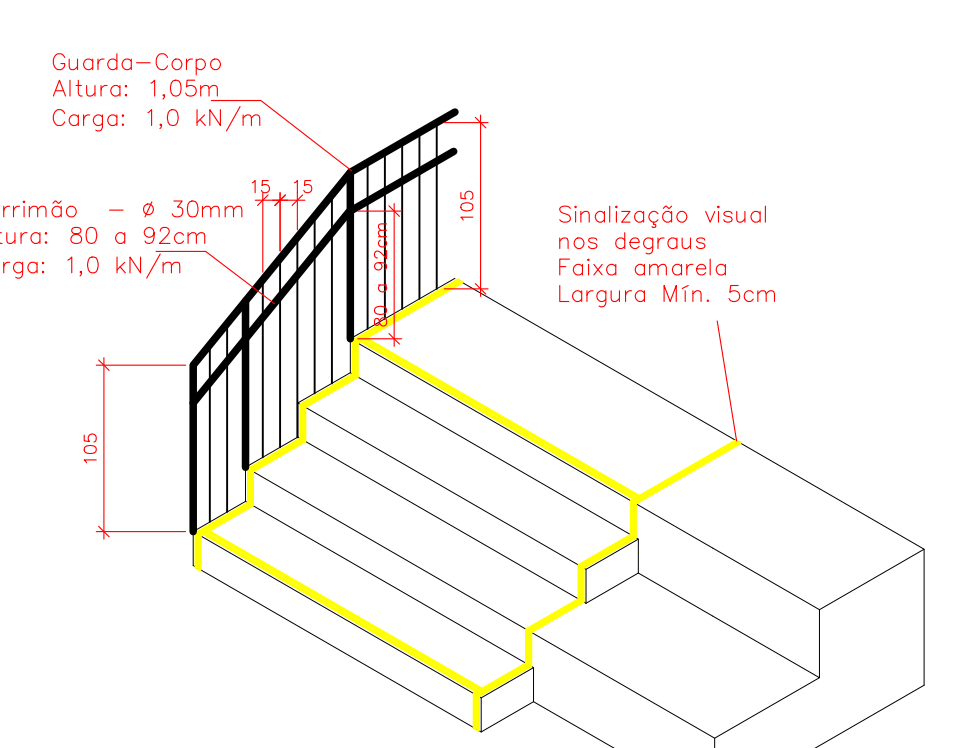 Guarda-Corpo
Altura: 1,05m
Carga: 1,0 kN/m
15 15
rrimão - ø 30mm
tura: 80 a 92cm
rga: 1,0 kN/m
105
80 a 92cm
105
Sinalização visual
nos degraus
Faixa amarela
Largura Mín. 5cm